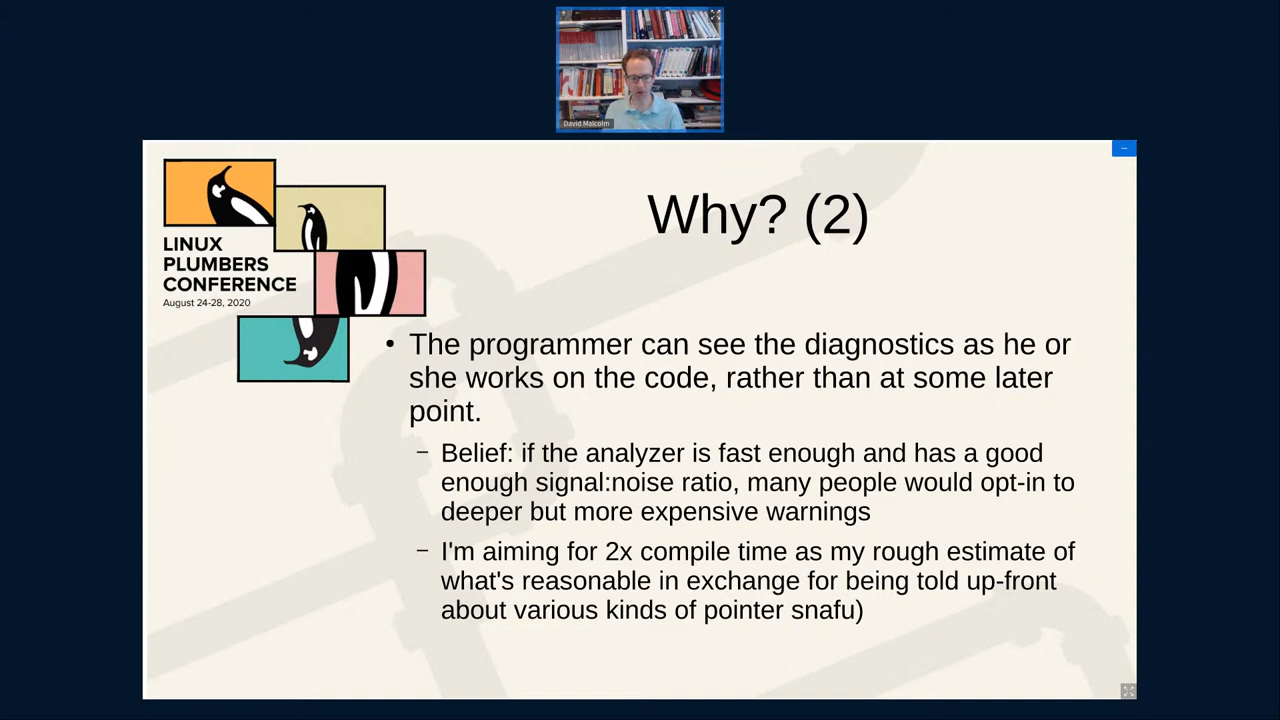 David Malcolm
LINUX
PLUMBERS
CONFERENCE
August 24-28, 2020
Why? (2)
• The programmer can see the diagnostics as he or
she works on the code, rather than at some later
point.
– Belief: if the analyzer is fast enough and has a good
enough signal:noise ratio, many people would opt-in to
deeper but more expensive warnings
– I'm aiming for 2x compile time as my rough estimate of
what's reasonable in exchange for being told up-front
about various kinds of pointer snafu)